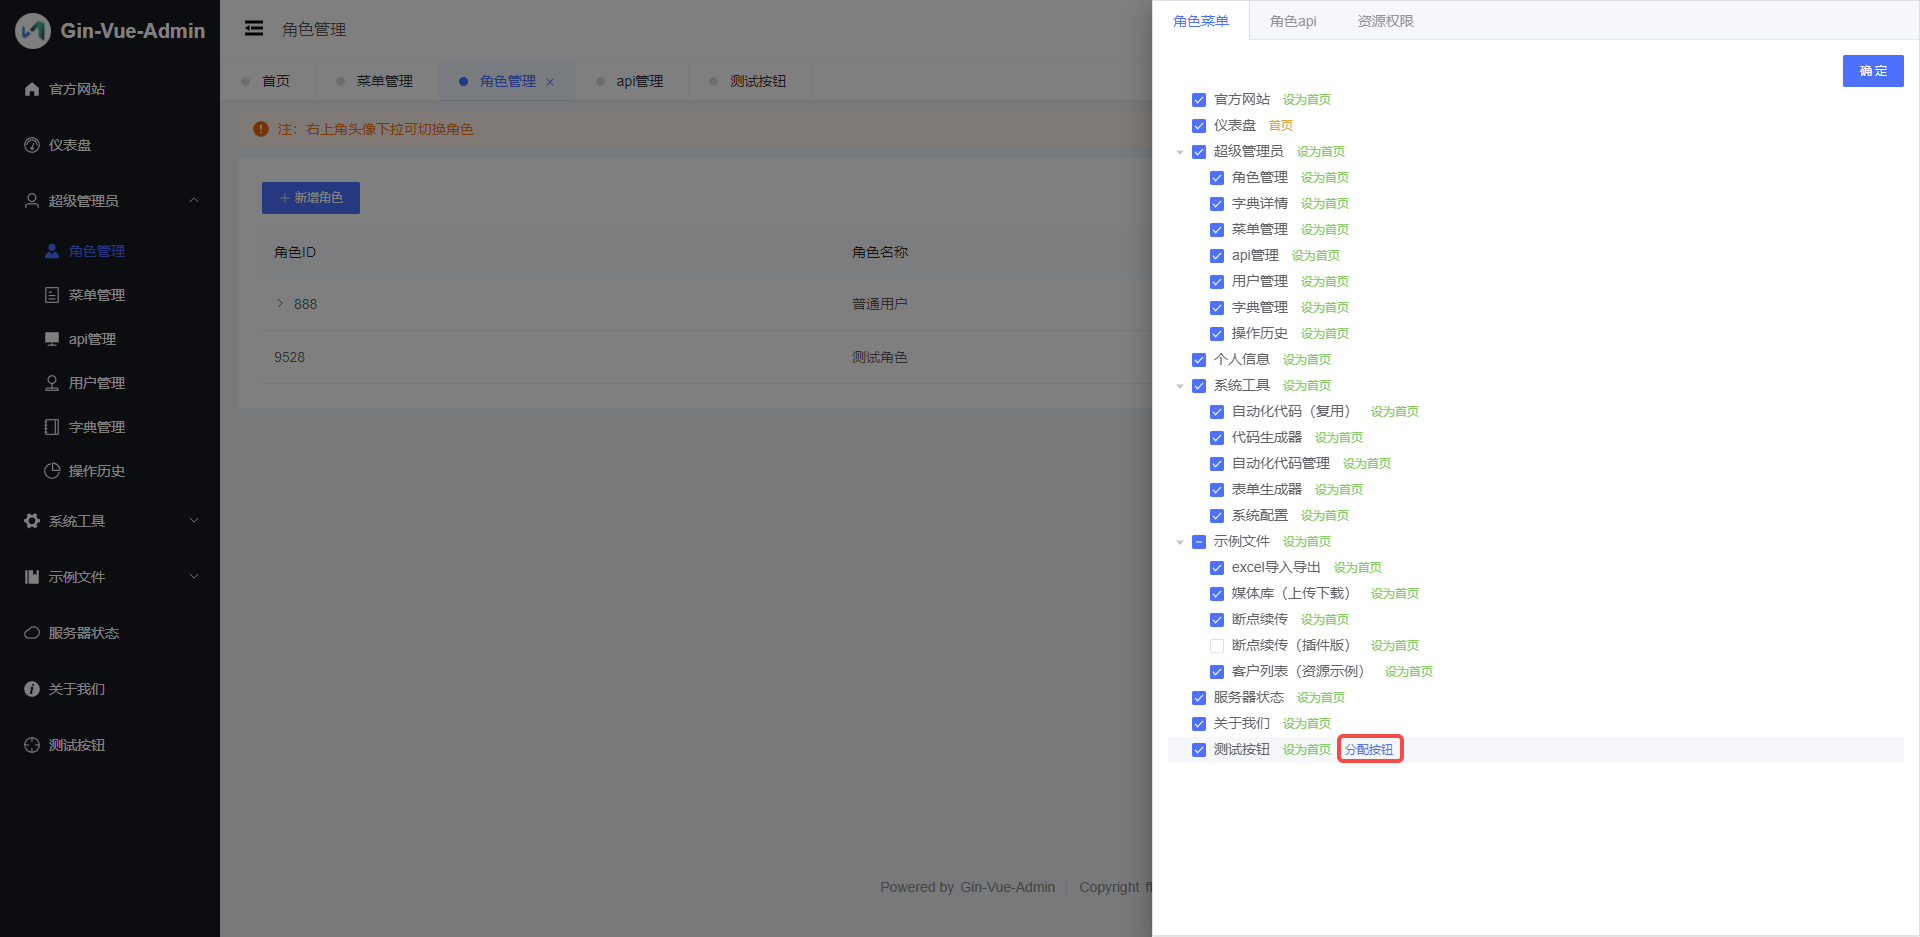 Gin-Vue-Admin
官方网站
仪表盘
超级管理员
角色管理
菜单管理
api管理
用户管理
字典管理
操作历史
系统工具
示例文件
服务器状态
关于我们
测试按钮
角色管理
首页 菜单管理 角色管理 api管理 测试按钮
注：右上角头像下拉可切换角色
新增角色
角色ID 角色名称
888 普通用户
9528 测试角色
Powered by Gin-Vue-Admin Copyright
角色菜单 角色api 资源权限
确 定
官方网站 设为首页
仪表盘 首页
超级管理员 设为首页
角色管理 设为首页
字典详情 设为首页
菜单管理 设为首页
api管理 设为首页
用户管理 设为首页
字典管理 设为首页
操作历史 设为首页
个人信息 设为首页
系统工具 设为首页
自动化代码（复用） 设为首页
代码生成器 设为首页
自动化代码管理 设为首页
表单生成器 设为首页
系统配置 设为首页
示例文件 设为首页
excel导入导出 设为首页
媒体库（上传下载） 设为首页
断点续传 设为首页
断点续传（插件版） 设为首页
客户列表（资源示例） 设为首页
服务器状态 设为首页
关于我们 设为首页
测试按钮 设为首页 分配按钮